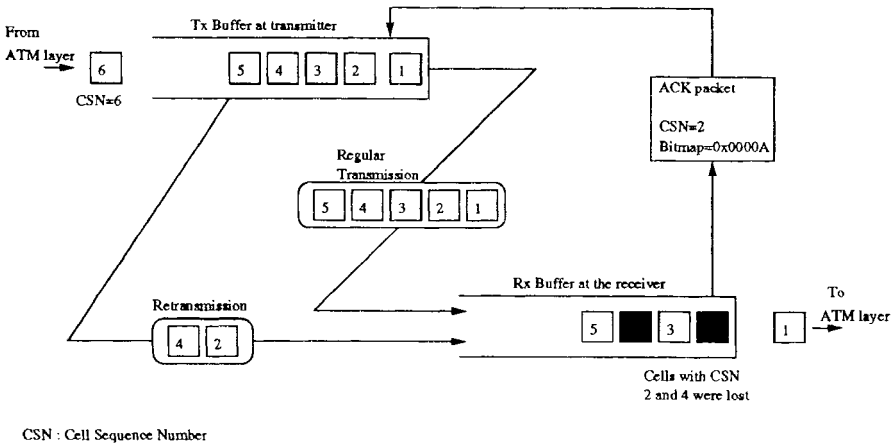 From
ATM layer
Tx Buffer at transmitter
6
5 4 3 2 1
CSN=6
ACK packet
CSN=2
Bitmap=0x0000A
Regular
Transmission
5 4 3 2 1
Rx Buffer at the receiver
To
ATM layer
Retransmission
4 2
5 3
1
Cells with CSN
2 and 4 were lost
CSN : Cell Sequence Number